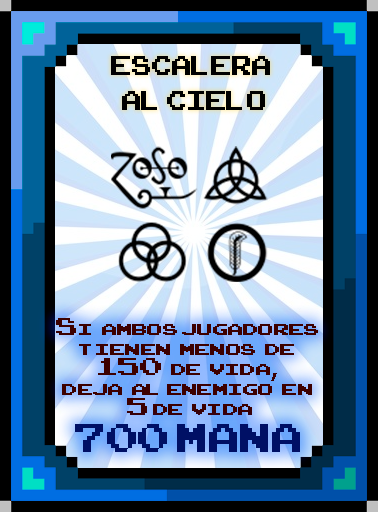 ESCALERA
AL CIELO
ZOSO
SI AMBOS JUGADORES
TIENEN MENOS DE
150 DE VIDA,
DEJA AL ENEMIGO EN
5 DE VIDA
700 MANA